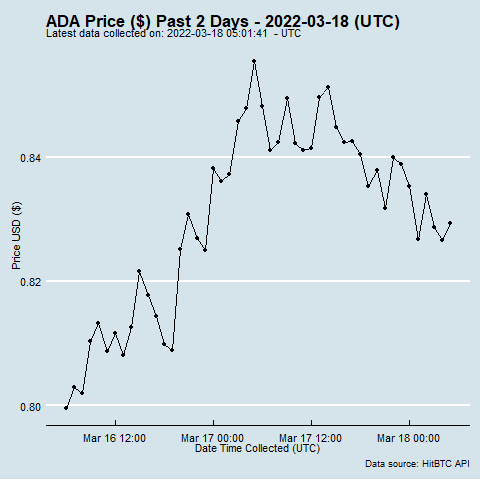 ADA Price ($) Past 2 Days - 2022-03-18 (UTC)
Latest data collected on: 2022-03-18 05:01:41  - UTC
Price USD ($)
0.84
0.82
0.80
Mar 16 12:00
Mar 17 00:00
Mar 17 12:00
Mar 18 00:00
Date Time Collected (UTC)
Data source: HitBTC API